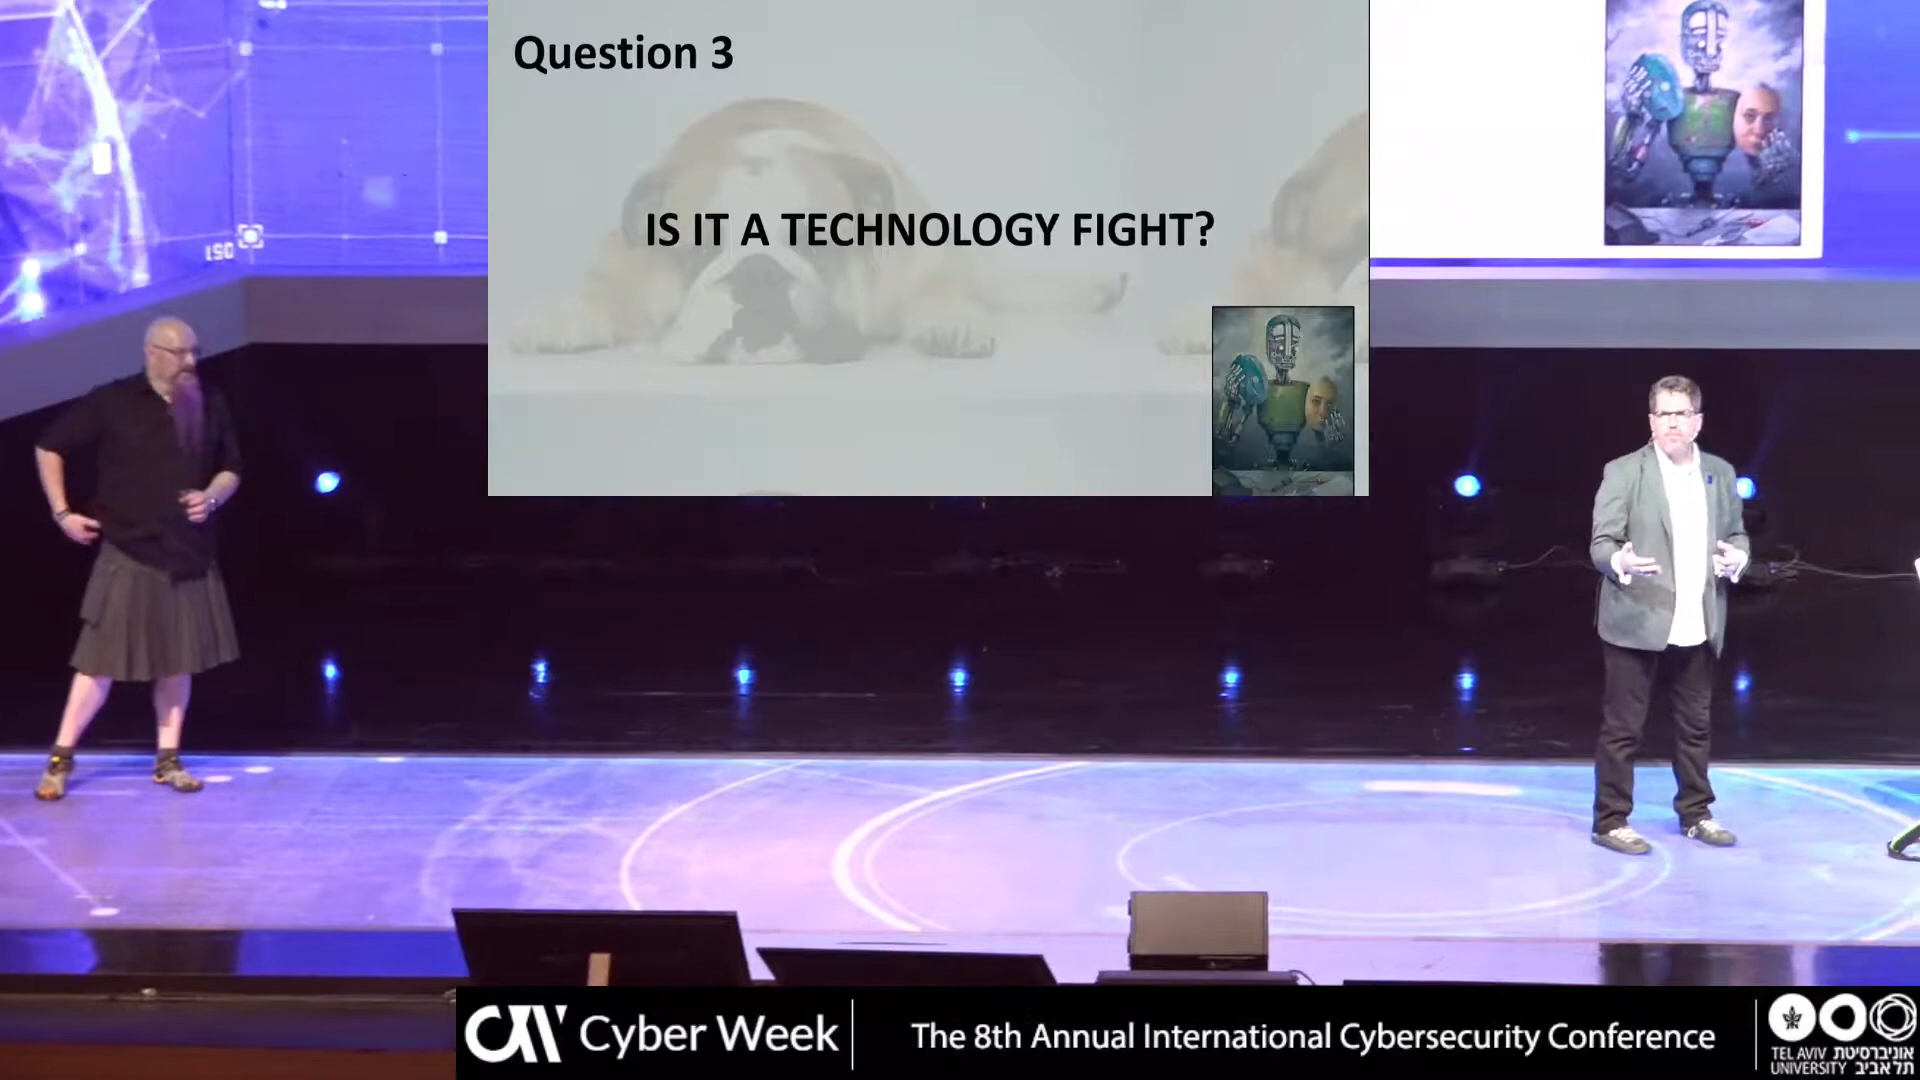 Question 3
IS IT A TECHNOLOGY FIGHT?
CW Cyber Week
The 8th Annual International Cybersecurity Conference
TEL AVIV אוניברסיטת
UNIVERSITY תל אביב